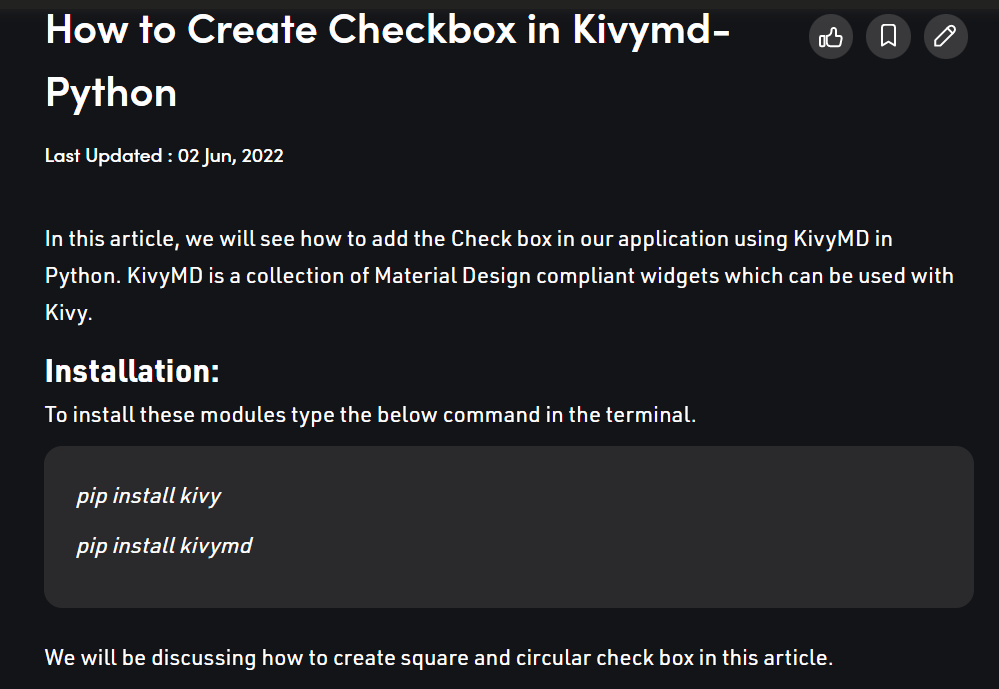 How to Create Checkbox in Kivymd-
Python
Last Updated : 02 Jun, 2022
In this article, we will see how to add the Check box in our application using KivyMD in
Python. KivyMD is a collection of Material Design compliant widgets which can be used with
Kivy.
Installation:
To install these modules type the below command in the terminal.
pip install kivy
pip install kivymd
We will be discussing how to create square and circular check box in this article.